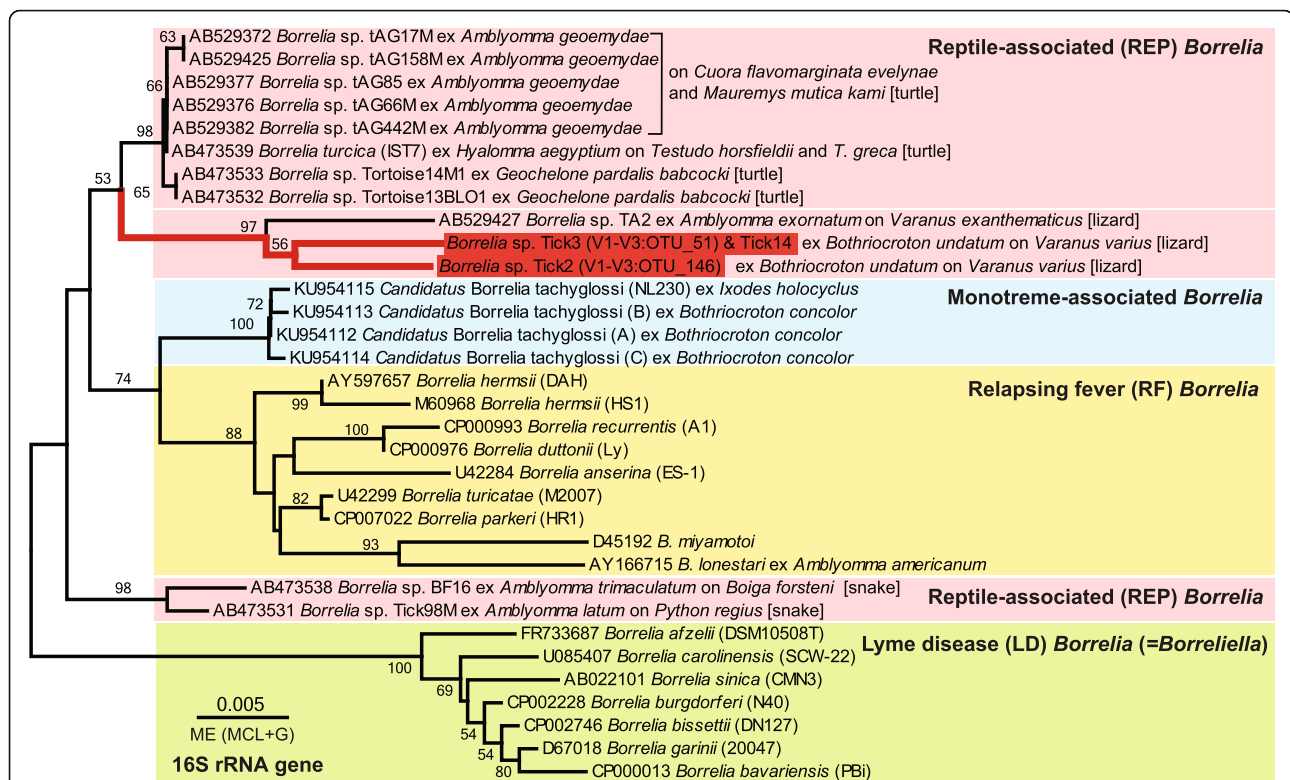 63 AB529372 Borrelia sp. tAG17M ex Amblyomma geoemydae
AB529425 Borrelia sp. tAG158M ex Amblyomma geoemydae
66 AB529377 Borrelia sp. tAG85 ex Amblyomma geoemydae
AB529376 Borrelia sp. tAG66M ex Amblyomma geoemydae
98 AB529382 Borrelia sp. tAG442M ex Amblyomma geoemydae
on Cuora flavomarginata evelynae
and Mauremys mutica kami [turtle]
Reptile-associated (REP) Borrelia
AB473539 Borrelia turcica (IST7) ex Hyalomma aegyptium on Testudo horsfieldii and T. greca [turtle]
53
65
AB473533 Borrelia sp. Tortoise14M1 ex Geochelone pardalis babcocki [turtle]
AB473532 Borrelia sp. Tortoise13BLO1 ex Geochelone pardalis babcocki [turtle]
97 AB529427 Borrelia sp. TA2 ex Amblyomma exornatum on Varanus exanthematicus [lizard]
56 Borrelia sp. Tick3 (V1-V3:OTU_51) & Tick14 ex Bothriocroton undatum on Varanus varius [lizard]
Borrelia sp. Tick2 (V1-V3:OTU_146) ex Bothriocroton undatum on Varanus varius [lizard]
KU954115 Candidatus Borrelia tachyglossi (NL230) ex Ixodes holocyclus
Monotreme-associated Borrelia
72 KU954113 Candidatus Borrelia tachyglossi (B) ex Bothriocroton concolor
100 KU954112 Candidatus Borrelia tachyglossi (A) ex Bothriocroton concolor
KU954114 Candidatus Borrelia tachyglossi (C) ex Bothriocroton concolor
74
AY597657 Borrelia hermsii (DAH)
Relapsing fever (RF) Borrelia
99 M60968 Borrelia hermsii (HS1)
88
100 CP000993 Borrelia recurrentis (A1)
CP000976 Borrelia duttonii (Ly)
U42284 Borrelia anserina (ES-1)
82 U42299 Borrelia turicatae (M2007)
CP007022 Borrelia parkeri (HR1)
93 D45192 B. miyamotoi
AY166715 B. lonestari ex Amblyomma americanum
98 AB473538 Borrelia sp. BF16 ex Amblyomma trimaculatum on Boiga forsteni [snake]
AB473531 Borrelia sp. Tick98M ex Amblyomma latum on Python regius [snake]
Reptile-associated (REP) Borrelia
FR733687 Borrelia afzelii (DSM10508T)
Lyme disease (LD) Borrelia (=Borreliella)
100 U085407 Borrelia carolinensis (SCW-22)
69 AB022101 Borrelia sinica (CMN3)
CP002228 Borrelia burgdorferi (N40)
54 CP002746 Borrelia bissettii (DN127)
54 D67018 Borrelia garinii (20047)
80 CP000013 Borrelia bavariensis (PBi)
0.005
ME (MCL+G)
16S rRNA gene